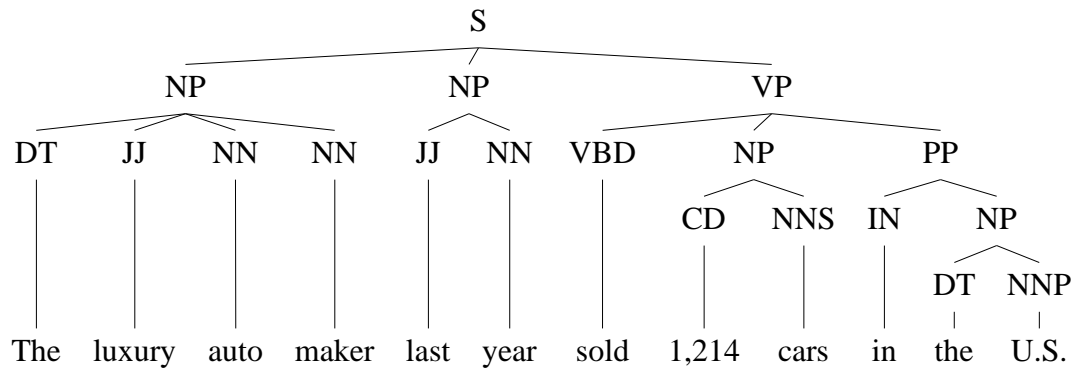 S
NP NP VP
DT JJ NN NN JJ NN VBD NP PP
CD NNS IN NP
DT NNP
The luxury auto maker last year sold 1,214 cars in the U.S.